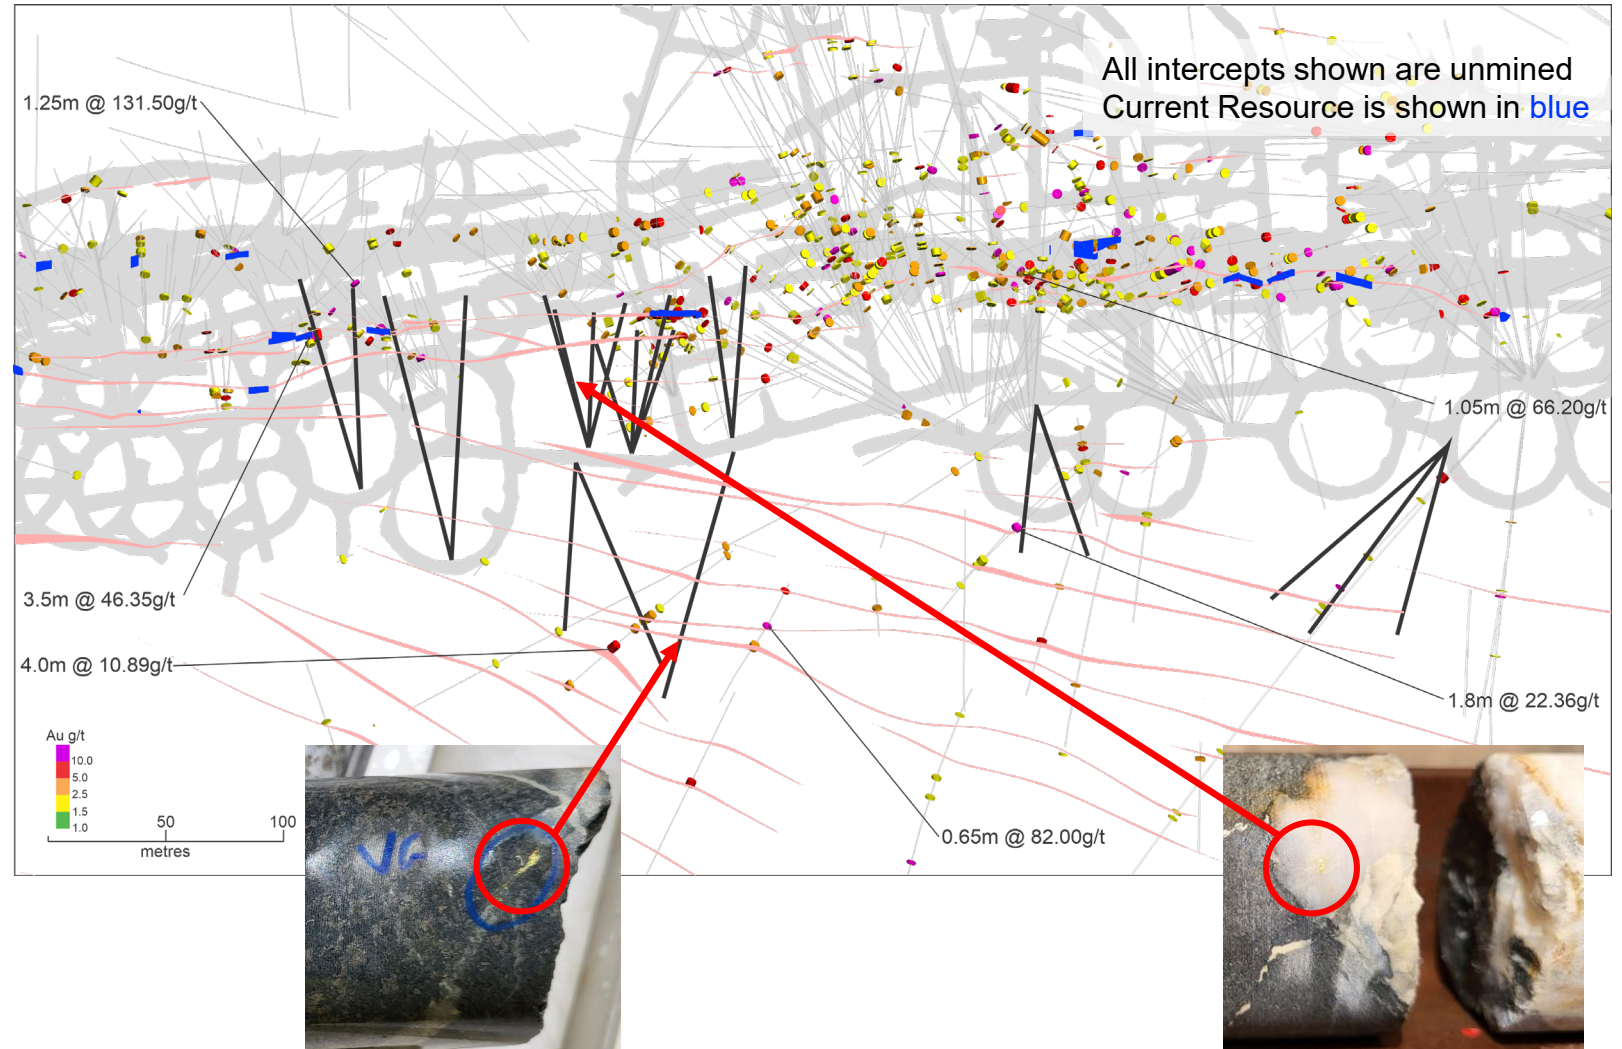 All intercepts shown are unmined
Current Resource is shown in blue
1.25m @ 131.50g/t
1.05m @ 66.20g/t
3.5m @ 46.35g/t
4.0m @ 10.89g/t
1.8m @ 22.36g/t
0.65m @ 82.00g/t
Au g/t
10.0
5.0
2.5
1.5
1.0
50
100
metres
VG